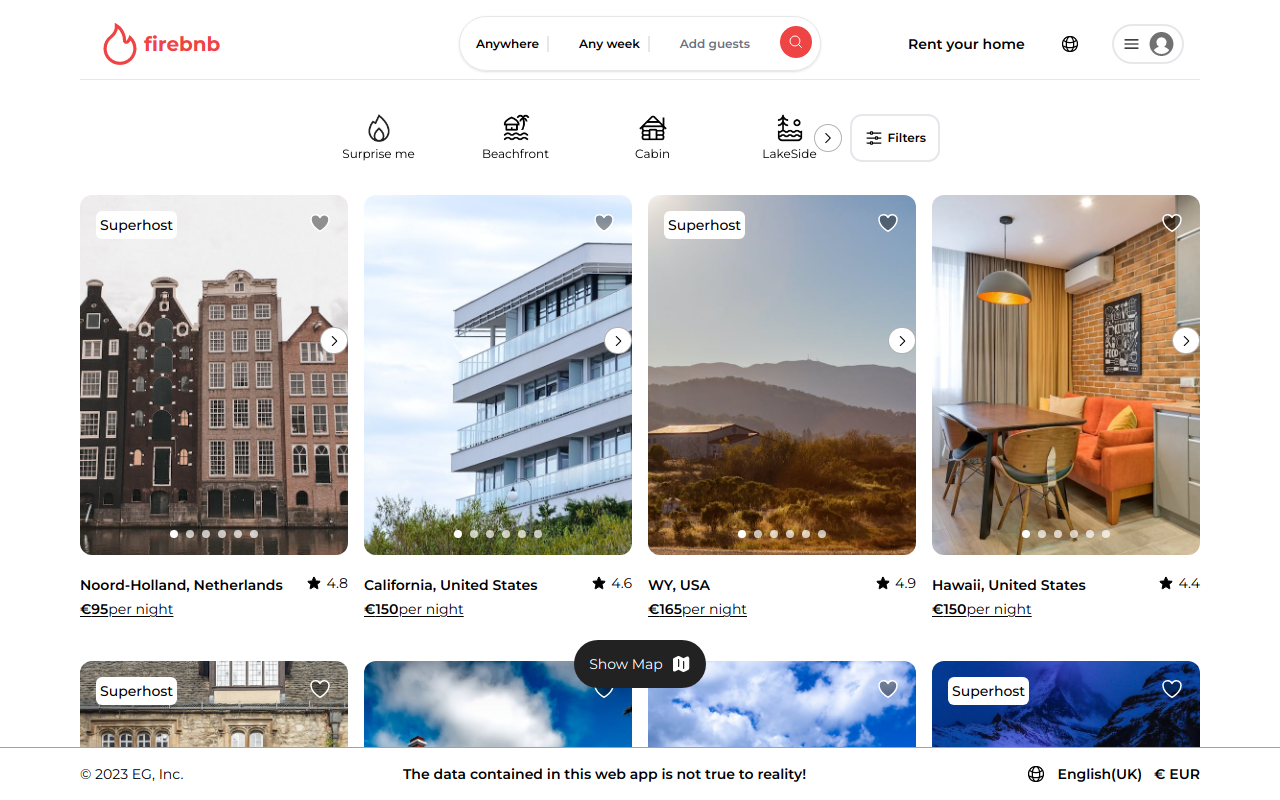 firebnb
Anywhere
Any week
Add guests
Rent your home
Surprise me
Beachfront
Cabin
LakeSide
Filters
Superhost
Superhost
KITCHEN
FOOD
Noord-Holland, Netherlands
4.8
€95per night
California, United States
4.6
€150per night
WY, USA
4.9
€165per night
Hawaii, United States
4.4
€150per night
Show Map
Superhost
Superhost
© 2023 EG, Inc.
The data contained in this web app is not true to reality!
English(UK)
€ EUR